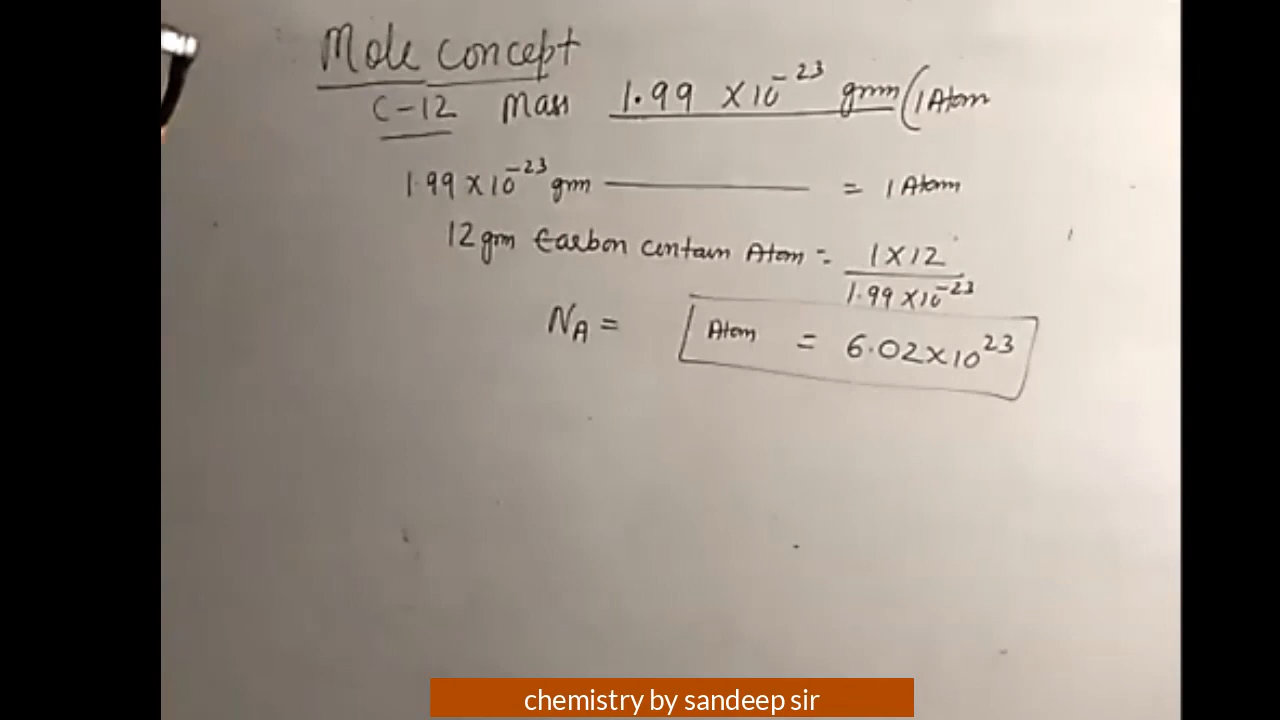 Mole concept
C-12 Mass 1.99 × 10⁻²³ gmm (1 Atom
1.99 × 10⁻²³ gm ——— = 1 Atom
12 gm Carbon contain Atom = 1 × 12 / 1.99 × 10⁻²³
N_A = Atom = 6.02 × 10²³
chemistry by sandeep sir